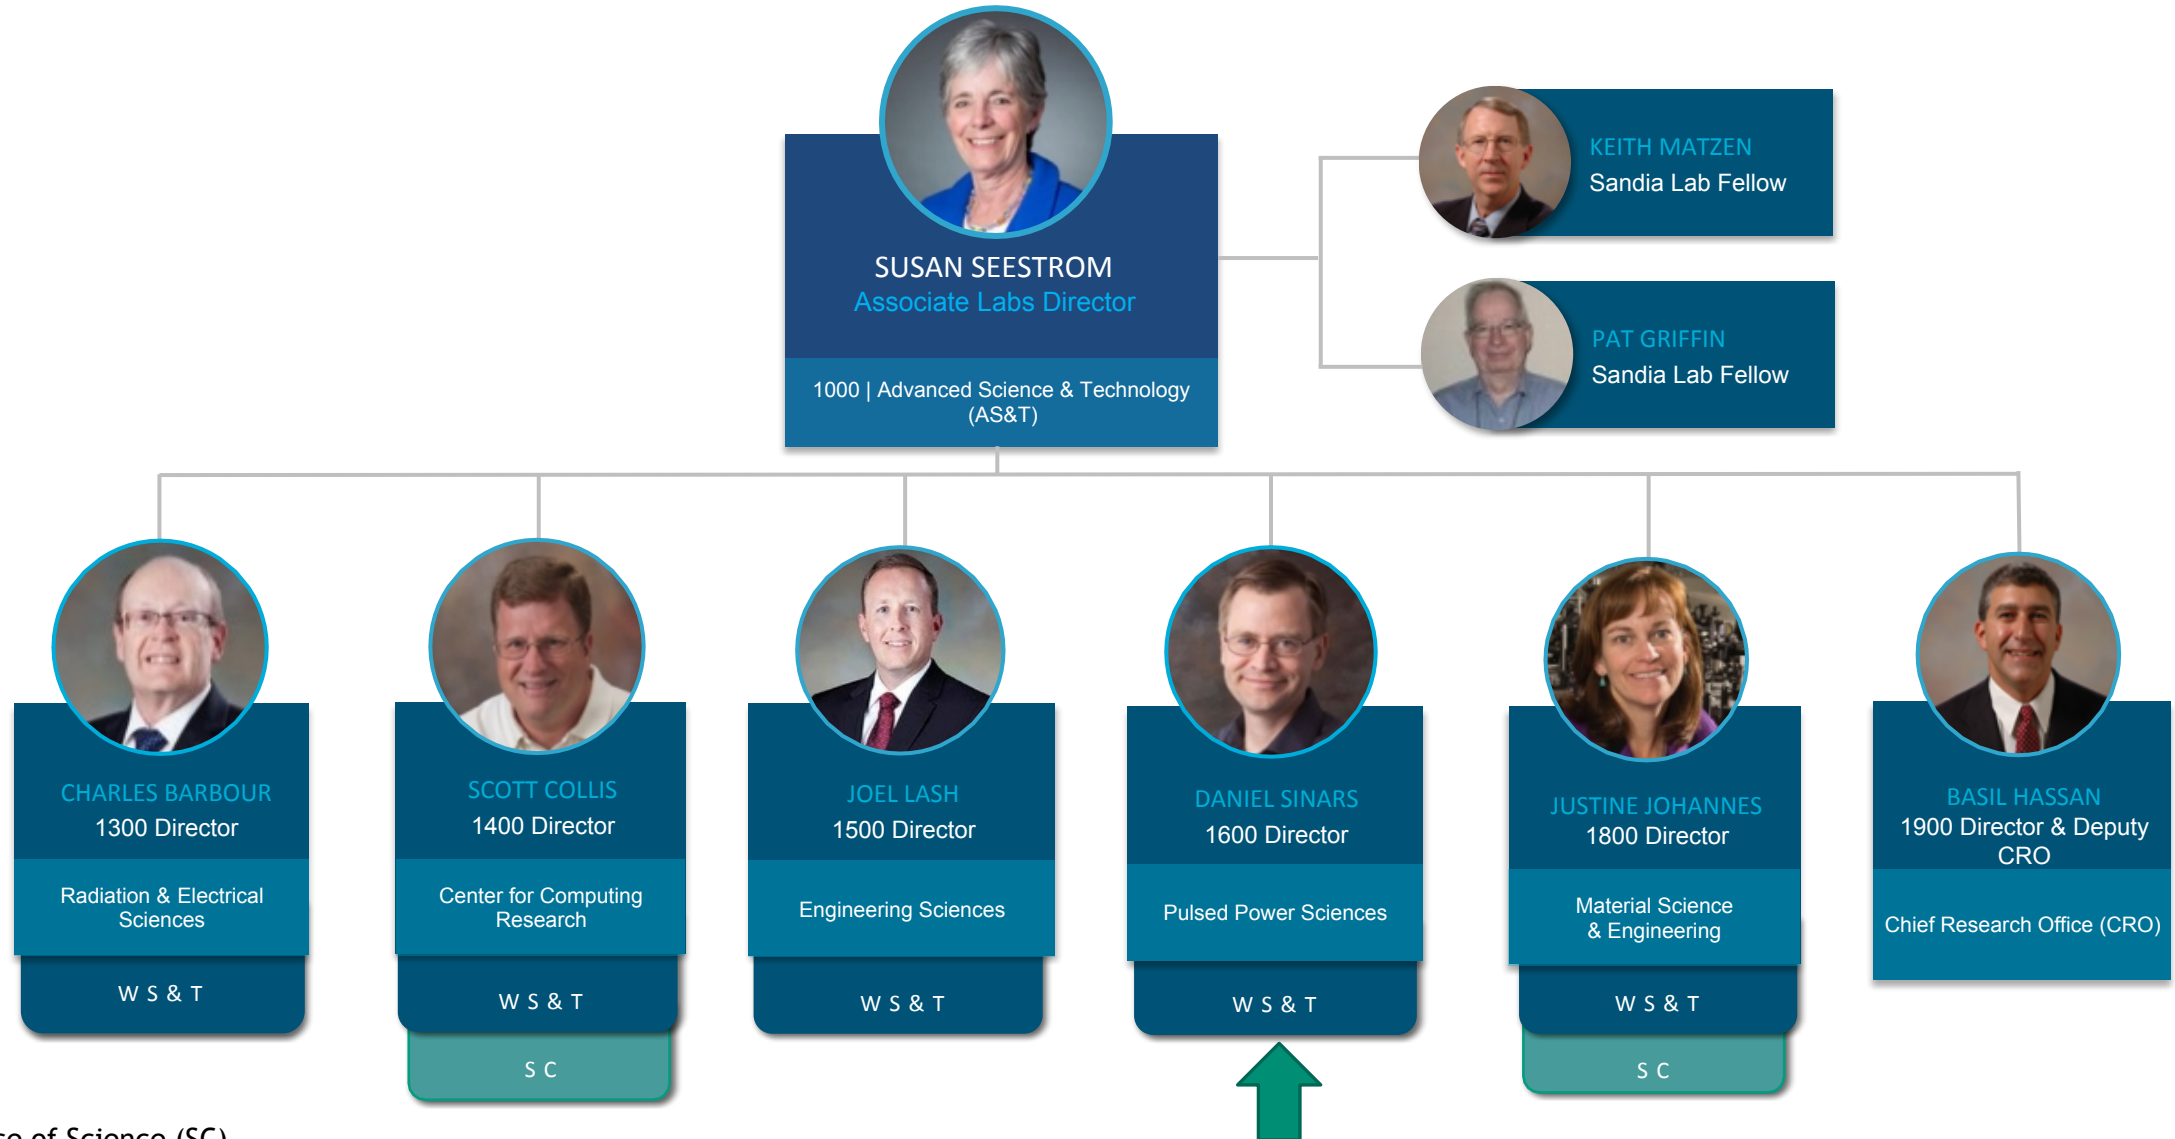 KEITH MATZEN
Sandia Lab Fellow
SUSAN SEESTROM
Associate Labs Director
PAT GRIFFIN
Sandia Lab Fellow
1000 | Advanced Science & Technology
(AS&T)
CHARLES BARBOUR
1300 Director
Radiation & Electrical
Sciences
W S & T
SCOTT COLLIS
1400 Director
Center for Computing
Research
W S & T
S C
JOEL LASH
1500 Director
Engineering Sciences
W S & T
DANIEL SINARS
1600 Director
Pulsed Power Sciences
W S & T
JUSTINE JOHANNES
1800 Director
Material Science
& Engineering
W S & T
S C
BASIL HASSAN
1900 Director & Deputy
CRO
Chief Research Office (CRO)
of Science (SC)